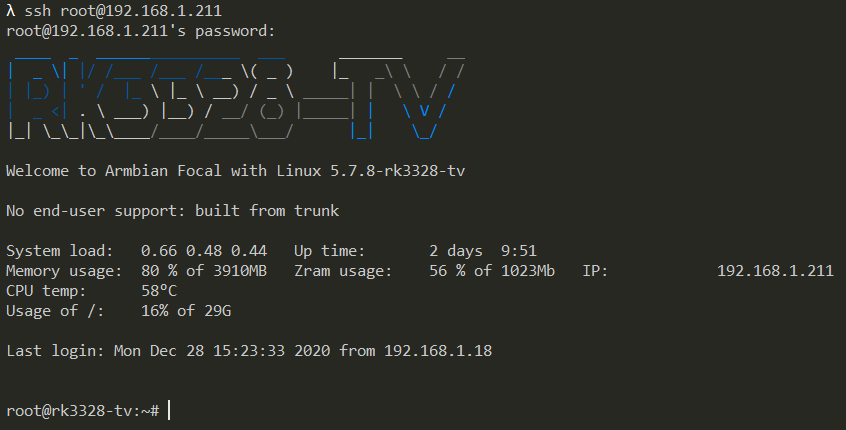 λ ssh root@192.168.1.211
root@192.168.1.211's password:
RK3328-TV
Welcome to Armbian Focal with Linux 5.7.8-rk3328-tv
No end-user support: built from trunk
System load:   0.66 0.48 0.44   Up time:       2 days  9:51
Memory usage:  80 % of 3910MB   Zram usage:    56 % of 1023Mb   IP:            192.168.1.211
CPU temp:      58°C
Usage of /:    16% of 29G
Last login: Mon Dec 28 15:23:33 2020 from 192.168.1.18
root@rk3328-tv:~#